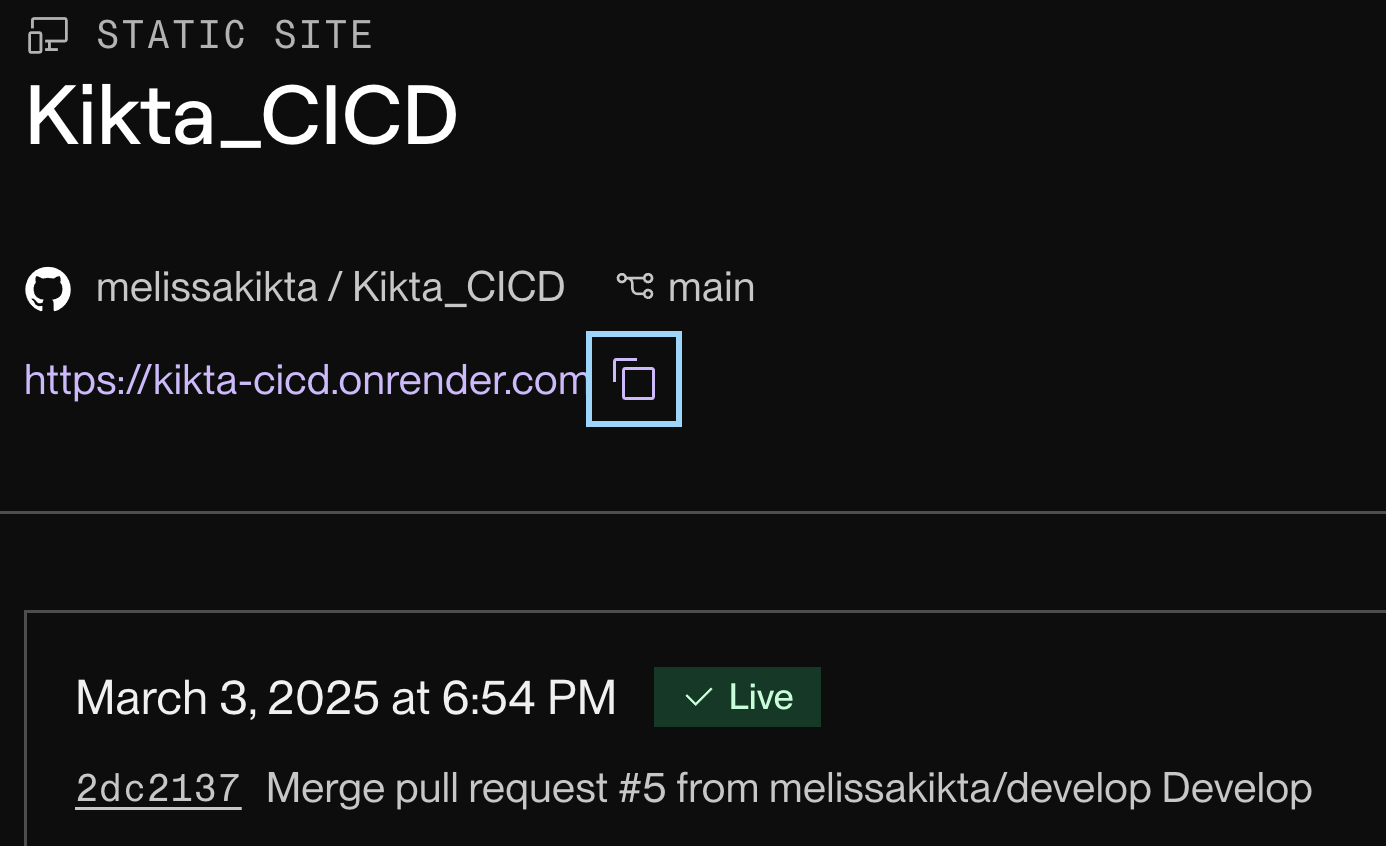 STATIC SITE
Kikta_CICD
melissakikta / Kikta_CICD main
https://kikta-cicd.onrender.com
March 3, 2025 at 6:54 PM Live
2dc2137 Merge pull request #5 from melissakikta/develop Develop